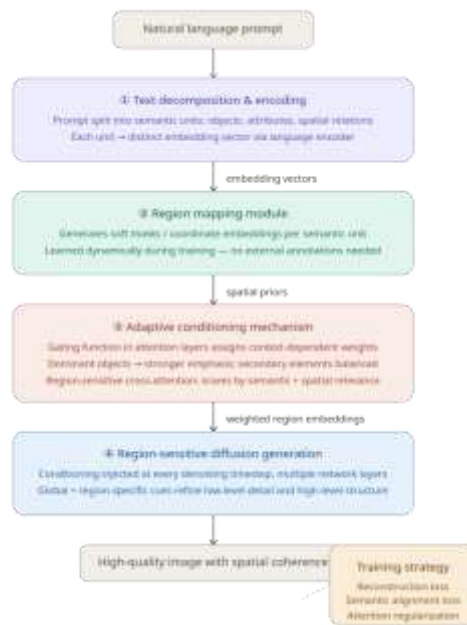 Natural language prompt
① Text decomposition & encoding
Prompt split into semantic units: objects, attributes, spatial relations
Each unit → distinct embedding vector via language encoder
embedding vectors
② Region mapping module
Generates soft masks / coordinate embeddings per semantic unit
Learned dynamically during training — no external annotations needed
spatial priors
③ Adaptive conditioning mechanism
Gating function in attention layers assigns context-dependent weights
Dominant objects → stronger emphasis; secondary elements balanced
Region-sensitive cross-attention: scores by semantic + spatial relevance
weighted region embeddings
④ Region-sensitive diffusion generation
Conditioning injected at every denoising timestep, multiple network layers
Global + region-specific cues refine low-level detail and high-level structure
High-quality image with spatial coherence
Training strategy
Reconstruction loss
Semantic alignment loss
Attention regularization